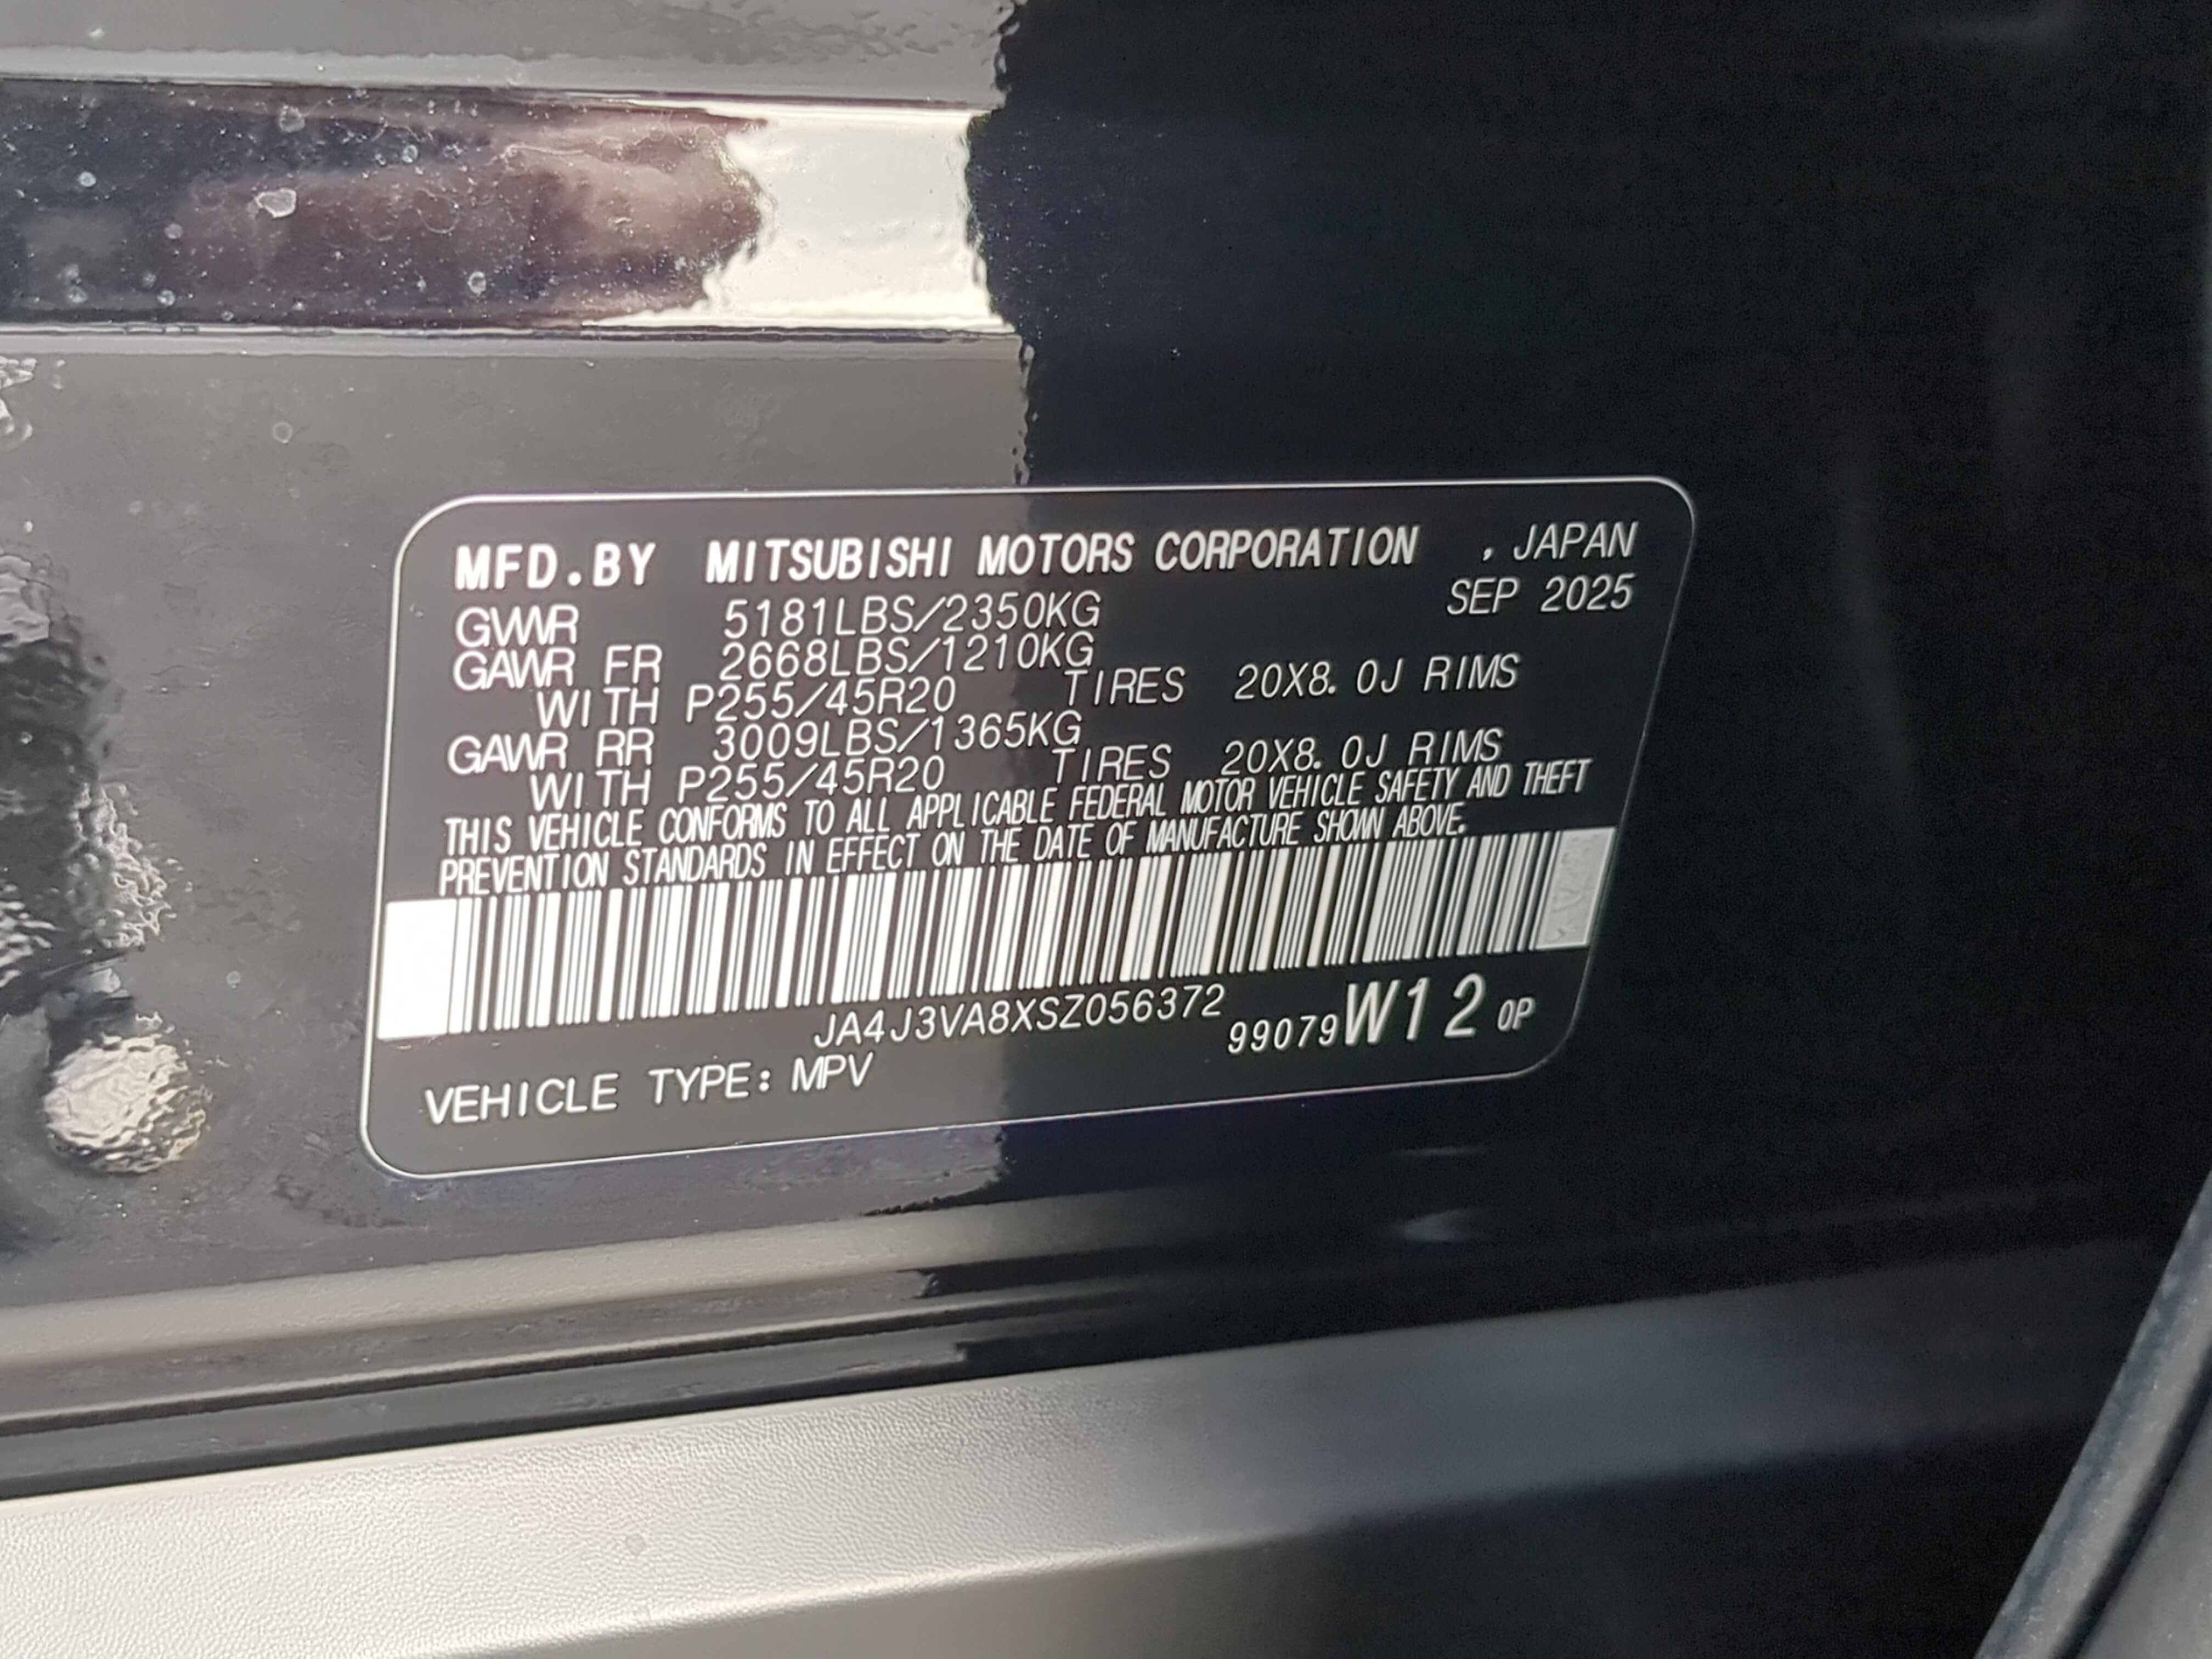 MFD.BY MITSUBISHI MOTORS CORPORATION , JAPAN
SEP 2025
GVWR 5181LBS/2350KG
GAWR FR 2668LBS/1210KG
WITH P255/45R20 TIRES 20X8.0J RIMS
GAWR RR 3009LBS/1365KG
WITH P255/45R20 TIRES 20X8.0J RIMS
THIS VEHICLE CONFORMS TO ALL APPLICABLE FEDERAL MOTOR VEHICLE SAFETY AND THEFT
PREVENTION STANDARDS IN EFFECT ON THE DATE OF MANUFACTURE SHOWN ABOVE.
JA4J3VA8XSZ056372
99079W12 0P
VEHICLE TYPE: MPV